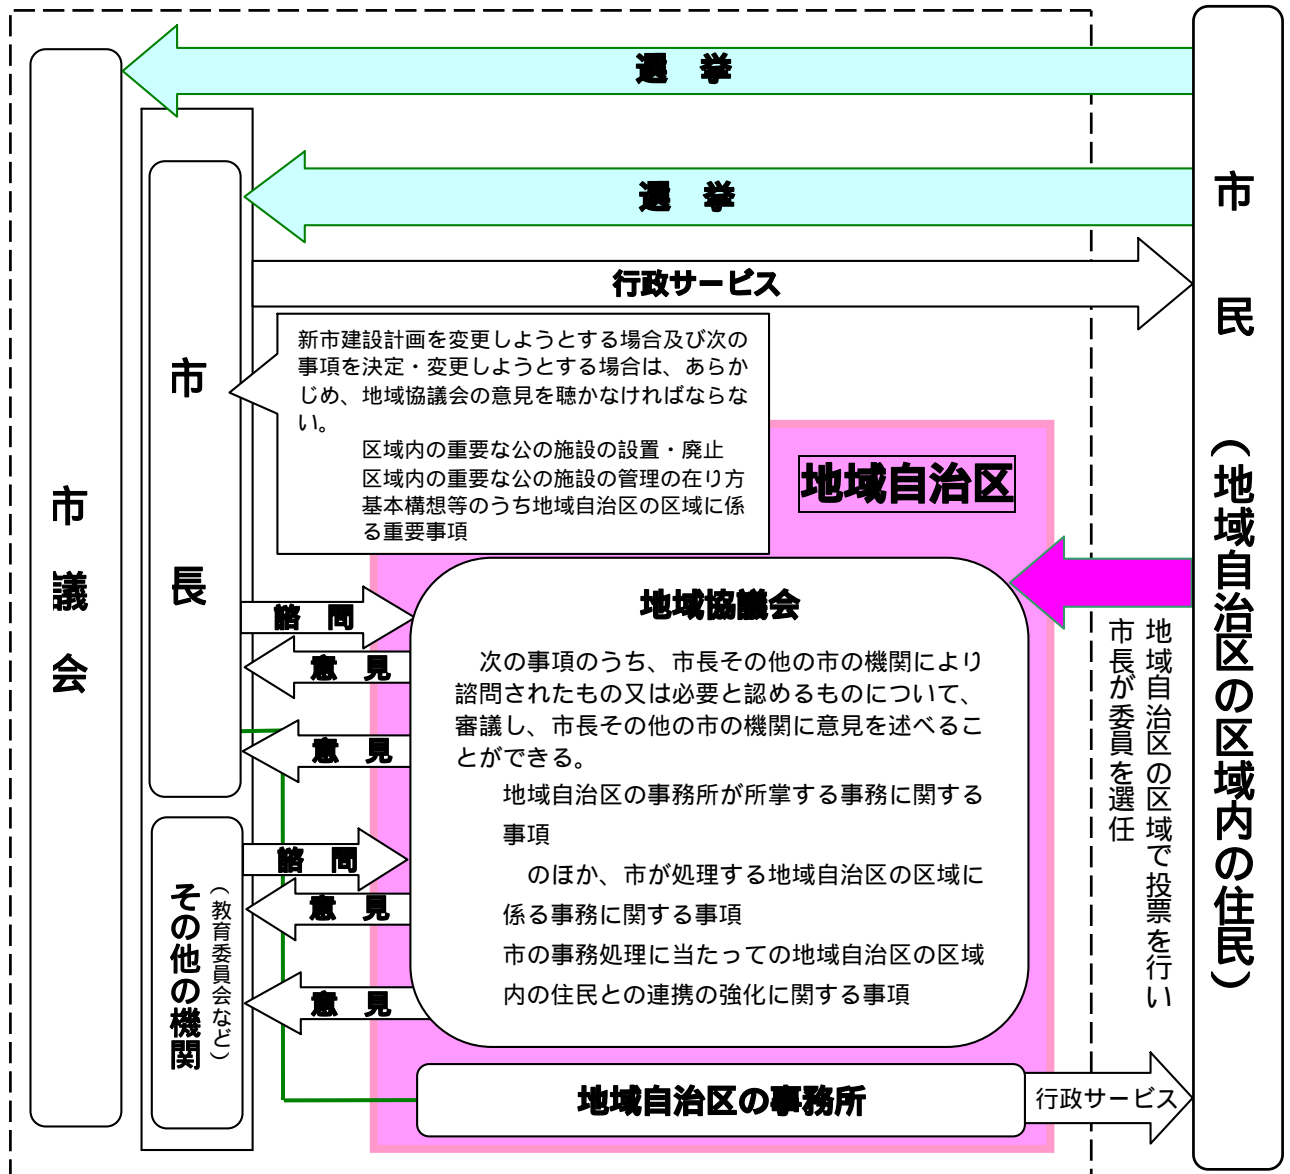 選 挙
選 挙
行政サービス
市議会
市長
新市建設計画を変更しようとする場合及び次の
事項を決定・変更しようとする場合は、あらか
じめ、地域協議会の意見を聴かなければならな
い。
区域内の重要な公の施設の設置・廃止
区域内の重要な公の施設の管理の在り方
基本構想等のうち地域自治区の区域に係
る重要事項
地域自治区
諮 問
意 見
意 見
その他の機関
（教育委員会など）
諮 問
意 見
意 見
地域協議会
次の事項のうち、市長その他の市の機関により
諮問されたもの又は必要と認めるものについて、
審議し、市長その他の市の機関に意見を述べるこ
とができる。
地域自治区の事務所が所掌する事務に関する
事項
のほか、市が処理する地域自治区の区域に
係る事務に関する事項
市の事務処理に当たっての地域自治区の区域
内の住民との連携の強化に関する事項
地域自治区の事務所
行政サービス
地域自治区の区域で投票を行い
市長が委員を選任
市民 （地域自治区の区域内の住民）